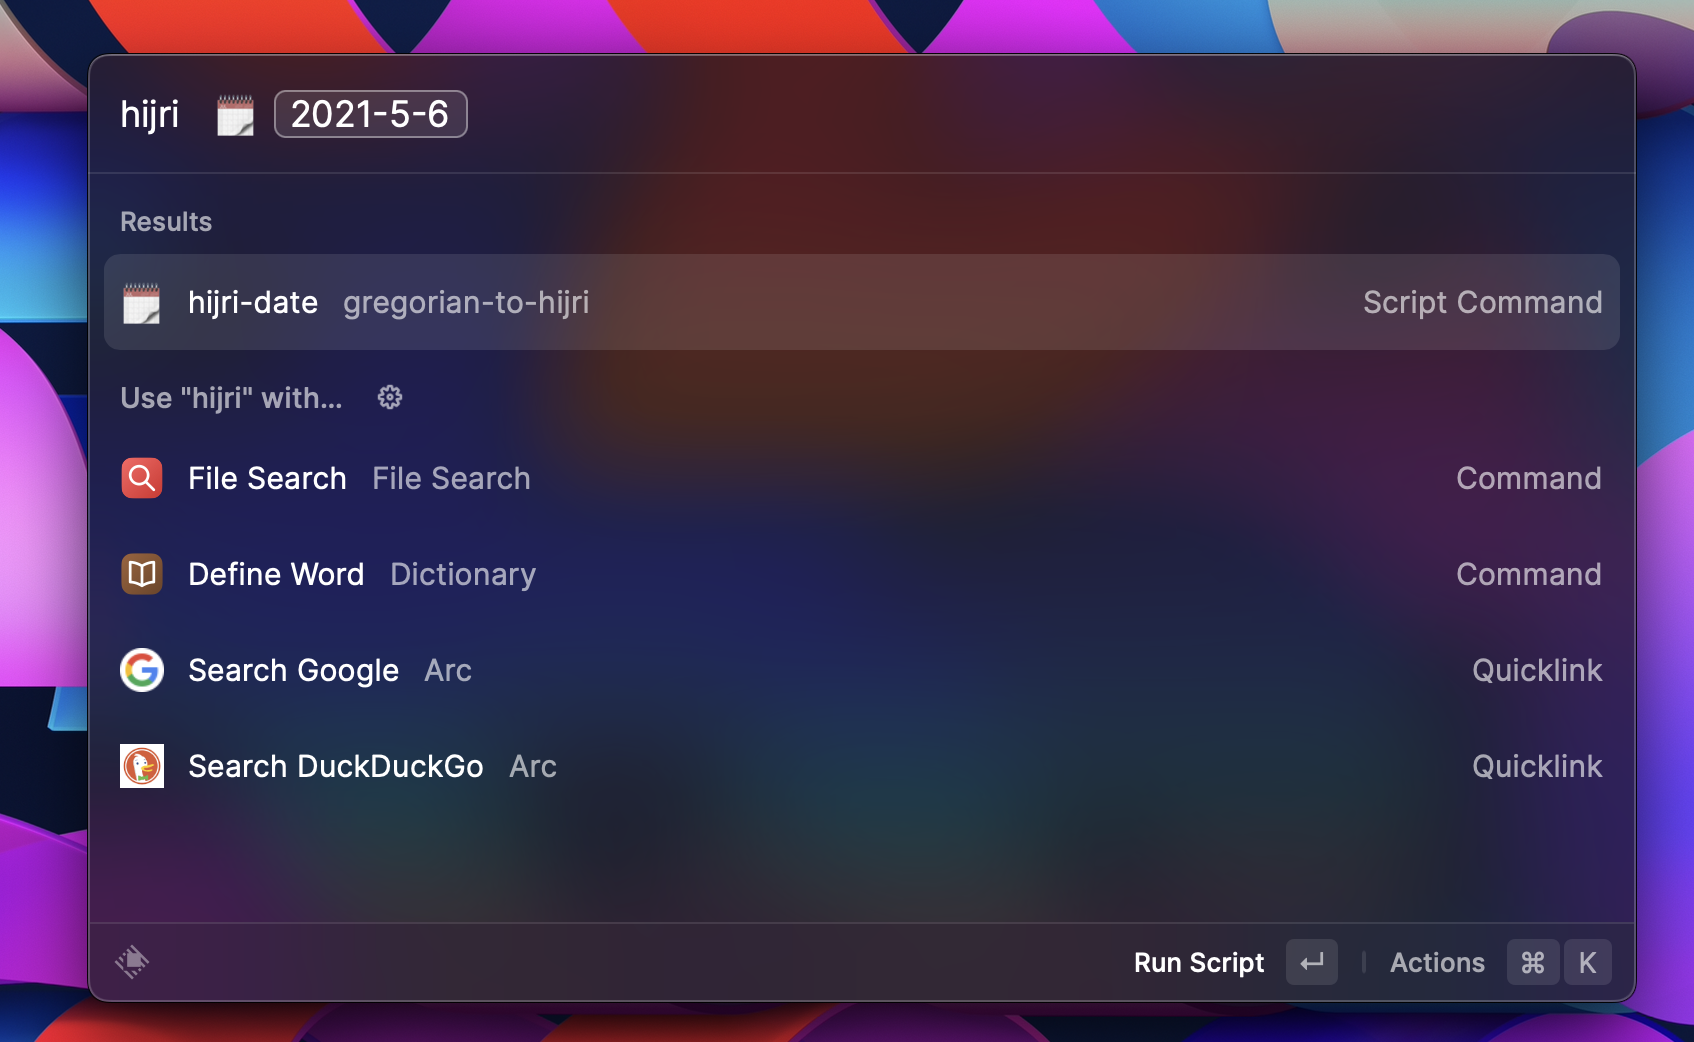 hijri 2021-5-6
Results
hijri-date gregorian-to-hijri Script Command
Use "hijri" with...
File Search File Search Command
Define Word Dictionary Command
Search Google Arc Quicklink
Search DuckDuckGo Arc Quicklink
Run Script ↵ Actions ⌘ K